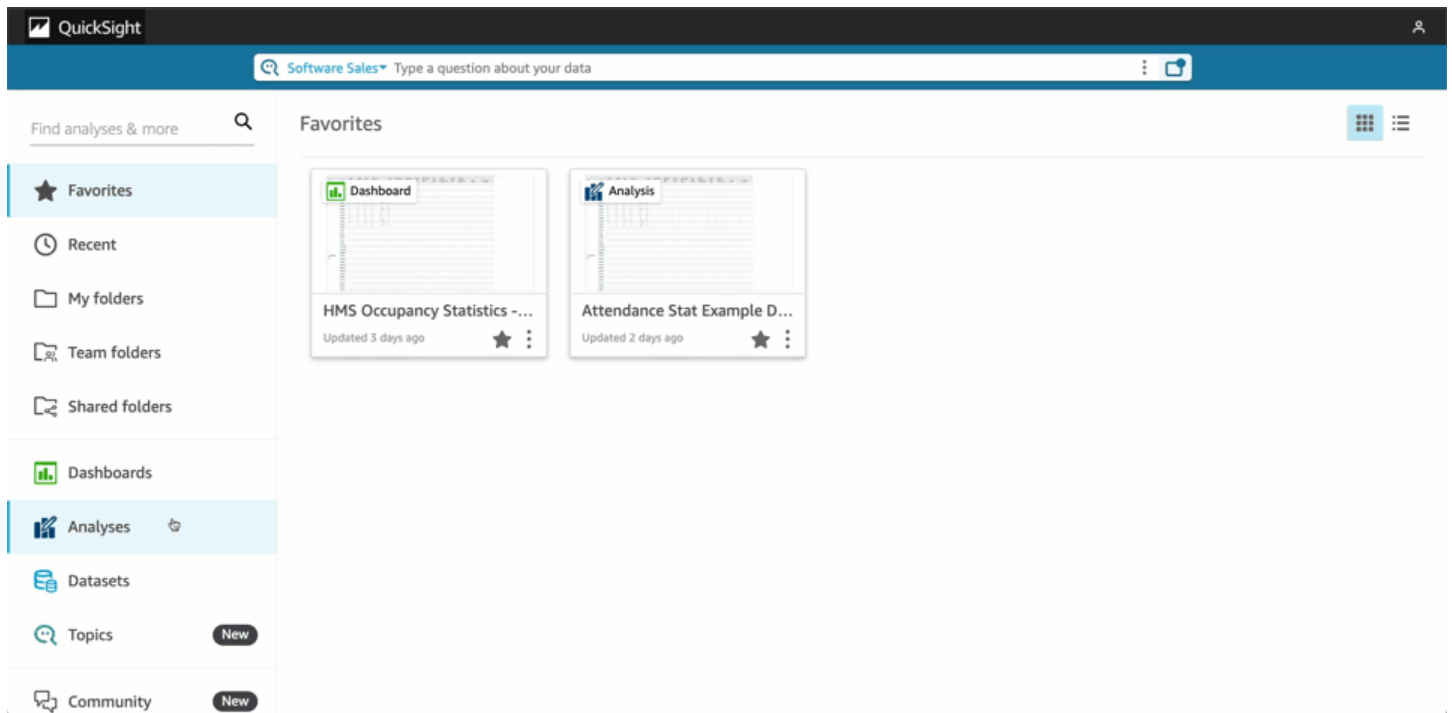 QuickSight
Software Sales Type a question about your data
Find analyses & more
Favorites
Recent
My folders
Team folders
Shared folders
Dashboards
Analyses
Datasets
Topics New
Community New
Favorites
Dashboard
HMS Occupancy Statistics -...
Updated 3 days ago
Analysis
Attendance Stat Example D...
Updated 2 days ago